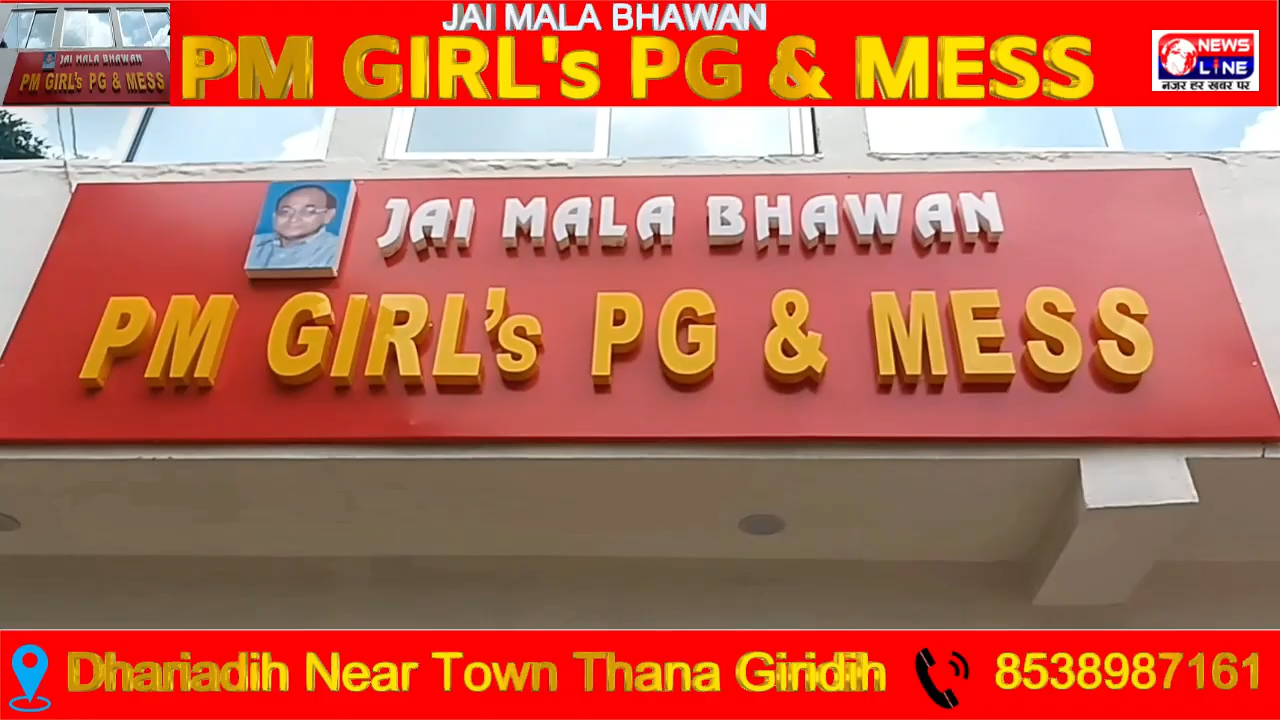 JAI MALA BHAWAN
PM GIRL's PG & MESS
JAI MALA BHAWAN
PM GIRL's PG & MESS
NEWS
LINE
नजर हर खबर पर
JAI MALA BHAWAN
PM GIRL's PG & MESS
Dhariadih Near Town Thana Giridih
8538987161